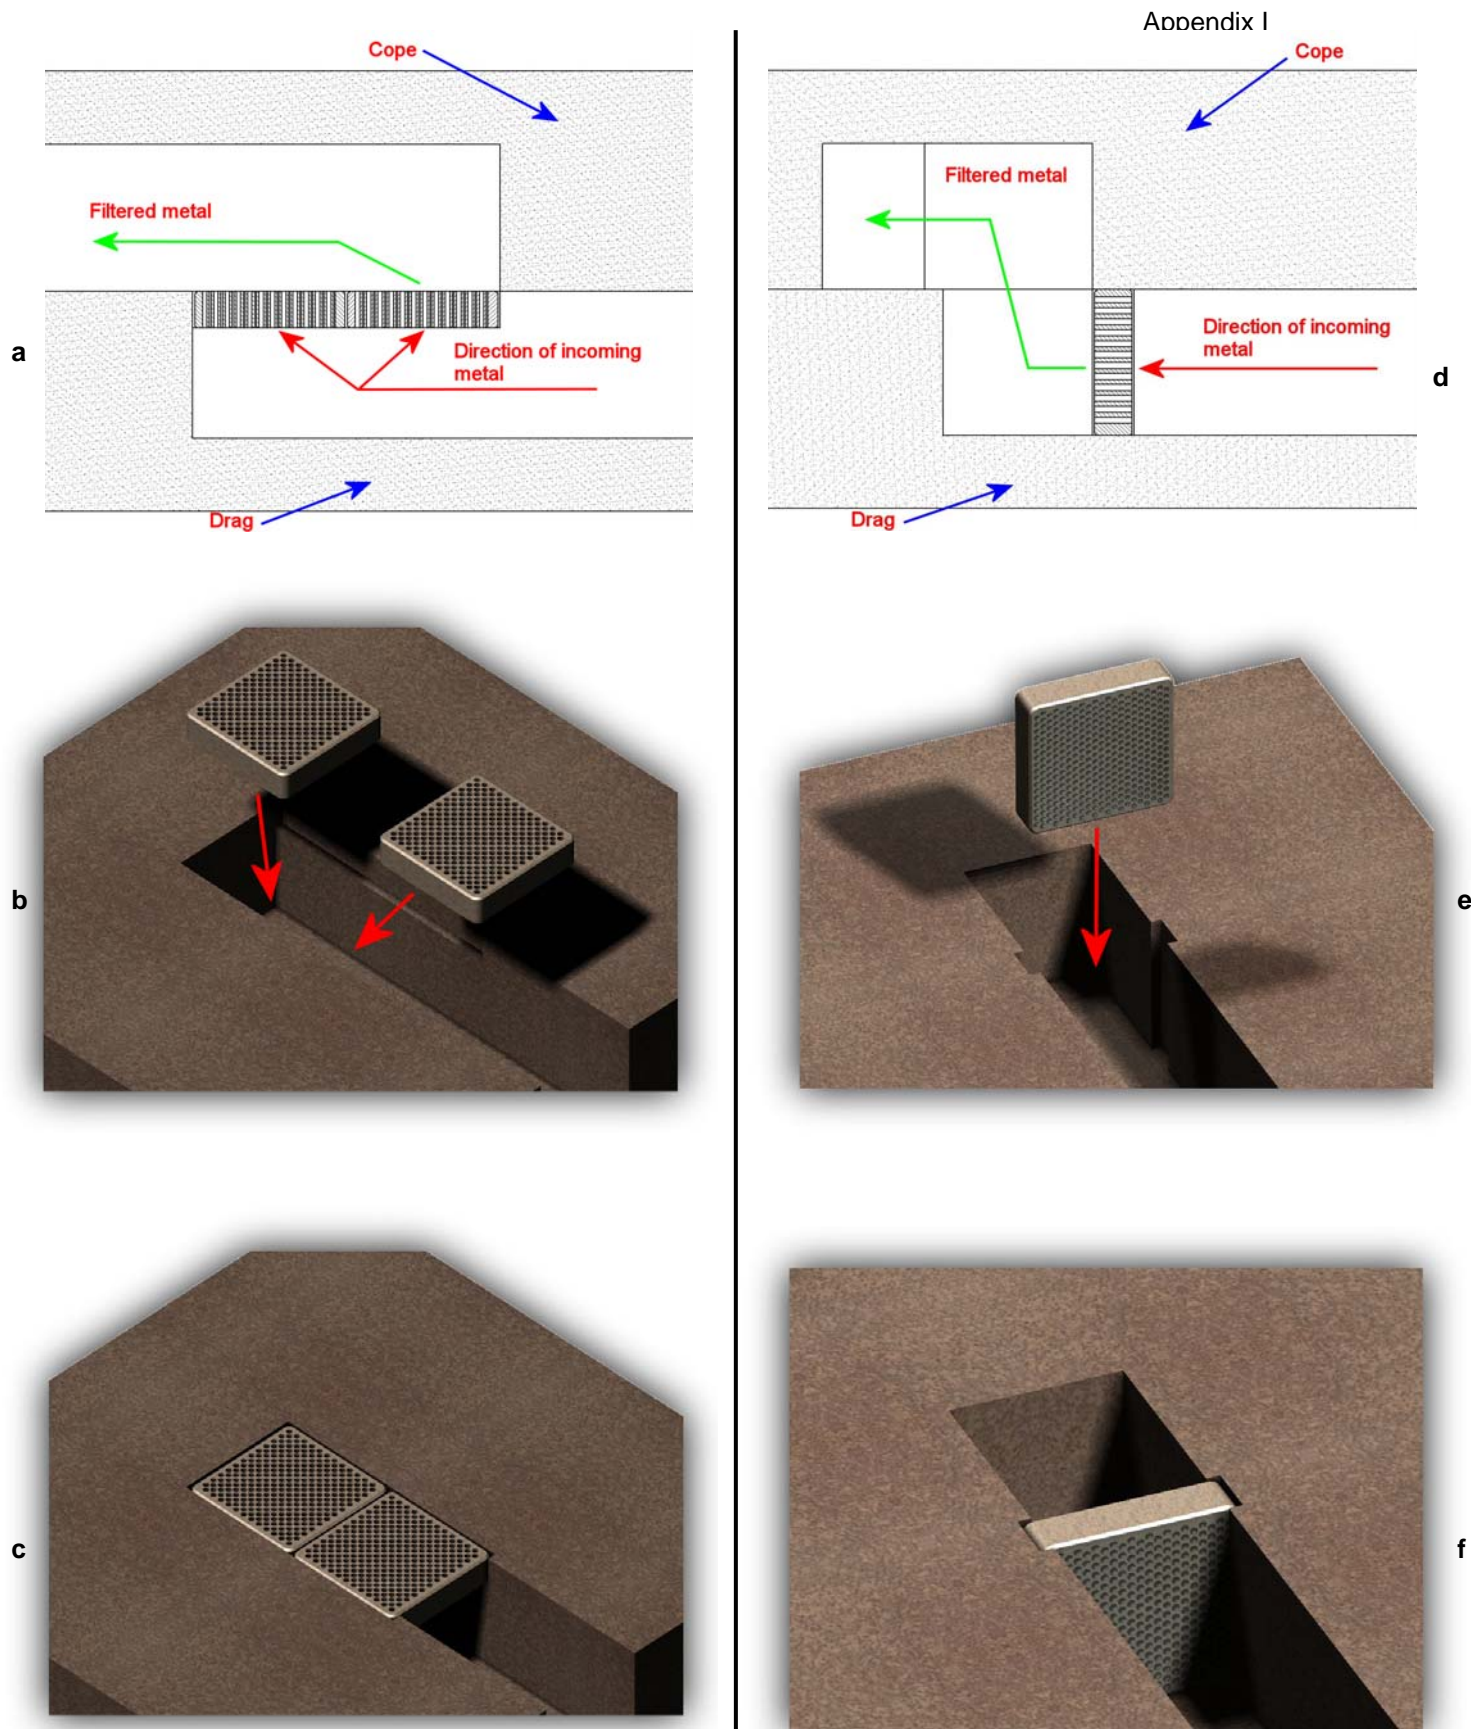 Appendix I
Cope
Filtered metal
Direction of incoming
metal
a
Drag
Cope
Filtered metal
Direction of incoming
metal
d
Drag
b
e
c
f